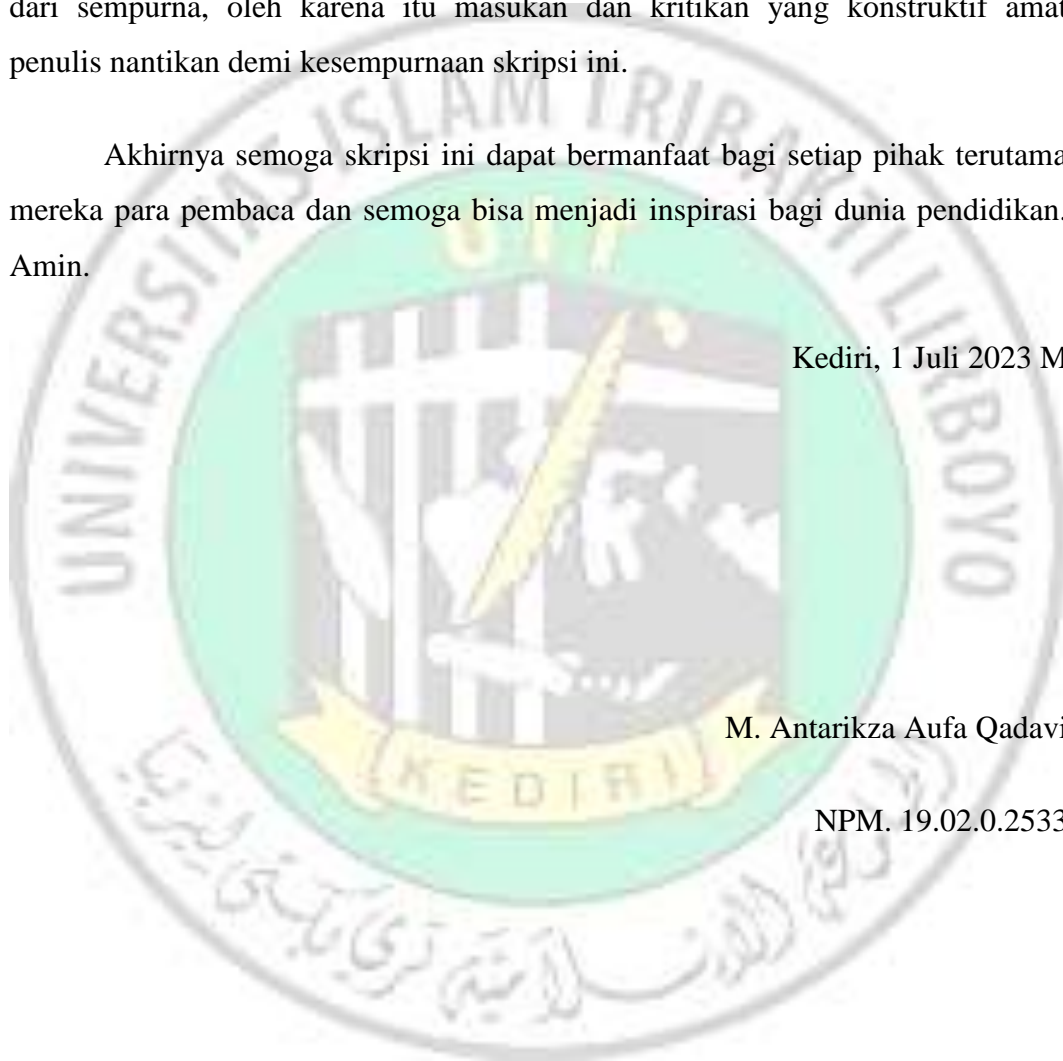 dari sempurna, oleh karena itu masukan dan kritikan yang konstruktif amat
penulis nantikan demi kesempurnaan skripsi ini.
Akhirnya semoga skripsi ini dapat bermanfaat bagi setiap pihak terutama
mereka para pembaca dan semoga bisa menjadi inspirasi bagi dunia pendidikan.
Amin.
Kediri, 1 Juli 2023 M
M. Antarikza Aufa Qadavi
NPM. 19.02.0.2533
UNIVERSITAS ISLAM TRIBAKTI LIRBOYO
UIT
KEDIRI